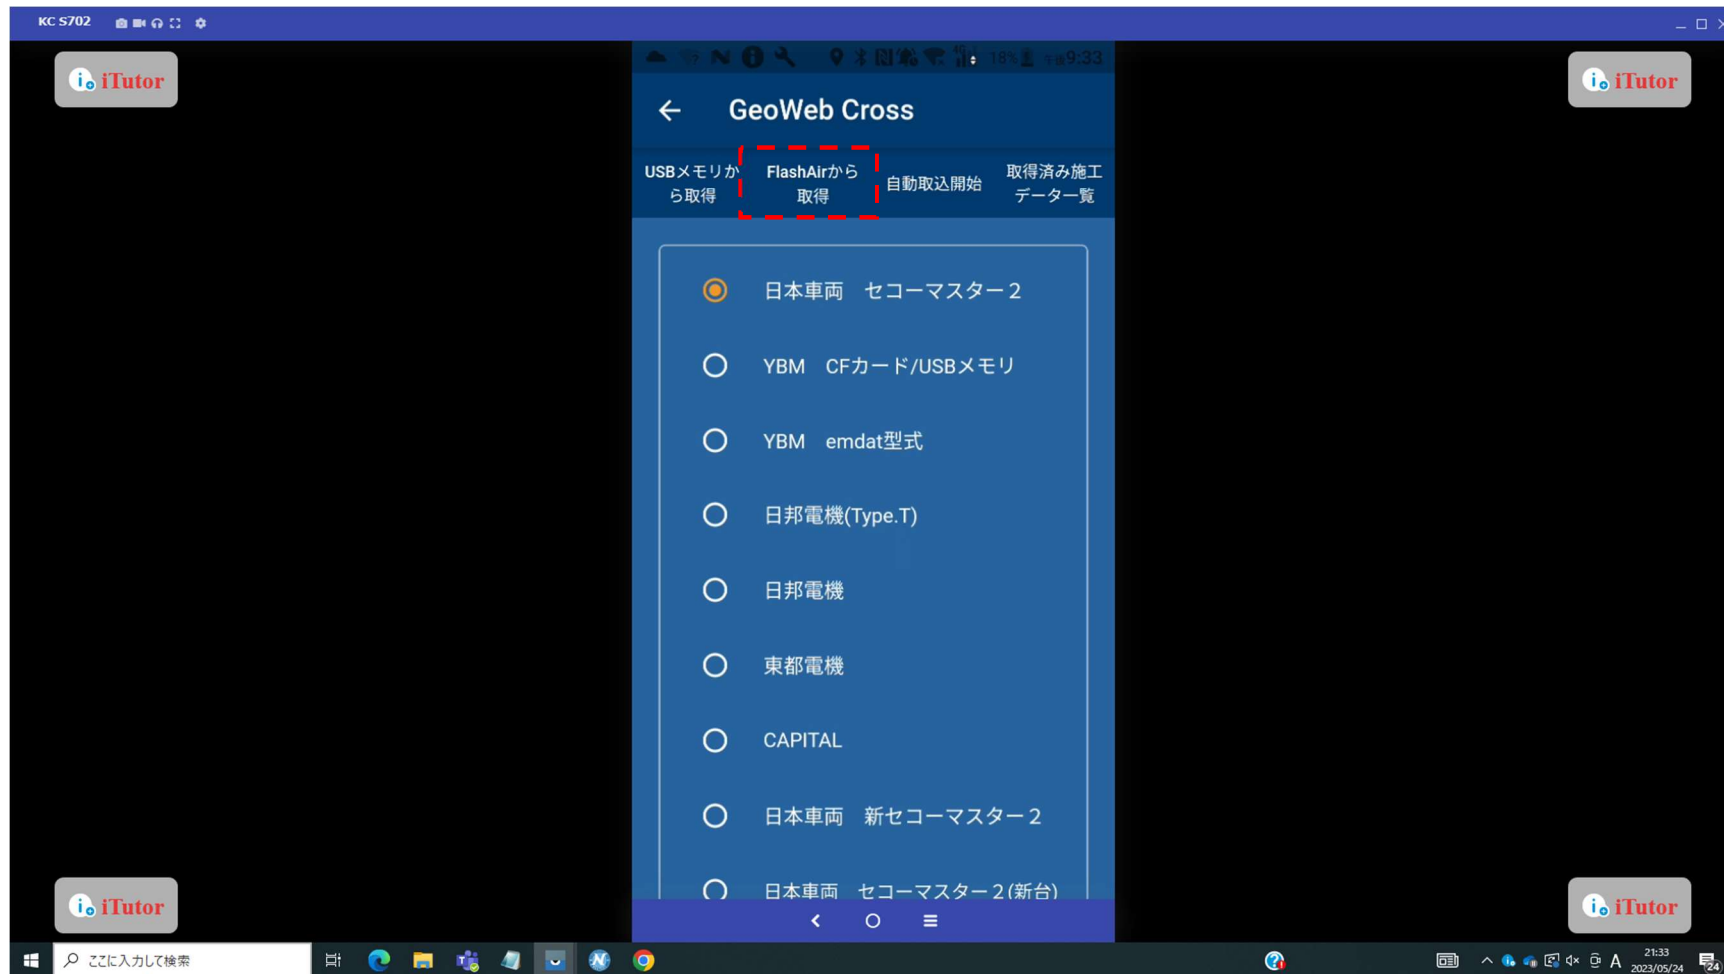 KC S702
iTutor
iTutor
4G 18% 午後9:33
GeoWeb Cross
USBメモリか
ら取得
FlashAirから
取得
自動取込開始
取得済み施工
データ一覧
日本車両　セコーマスター２
YBM　CFカード/USBメモリ
YBM　emdat型式
日邦電機(Type.T)
日邦電機
東都電機
CAPITAL
日本車両　新セコーマスター２
日本車両　セコーマスター２(新台)
iTutor
iTutor
ここに入力して検索
A
21:33
2023/05/24
24